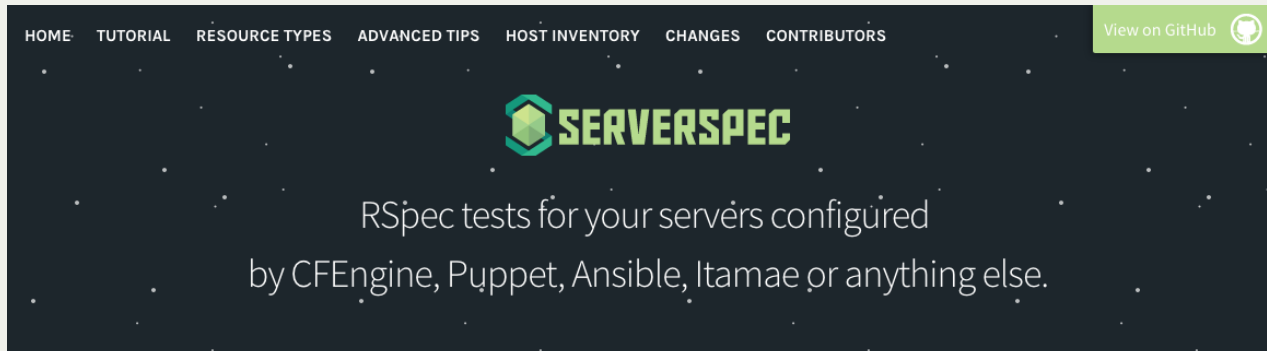 HOME TUTORIAL RESOURCE TYPES ADVANCED TIPS HOST INVENTORY CHANGES CONTRIBUTORS View on GitHub
SERVERSPEC
RSpec tests for your servers configured
by CFEngine, Puppet, Ansible, Itamae or anything else.